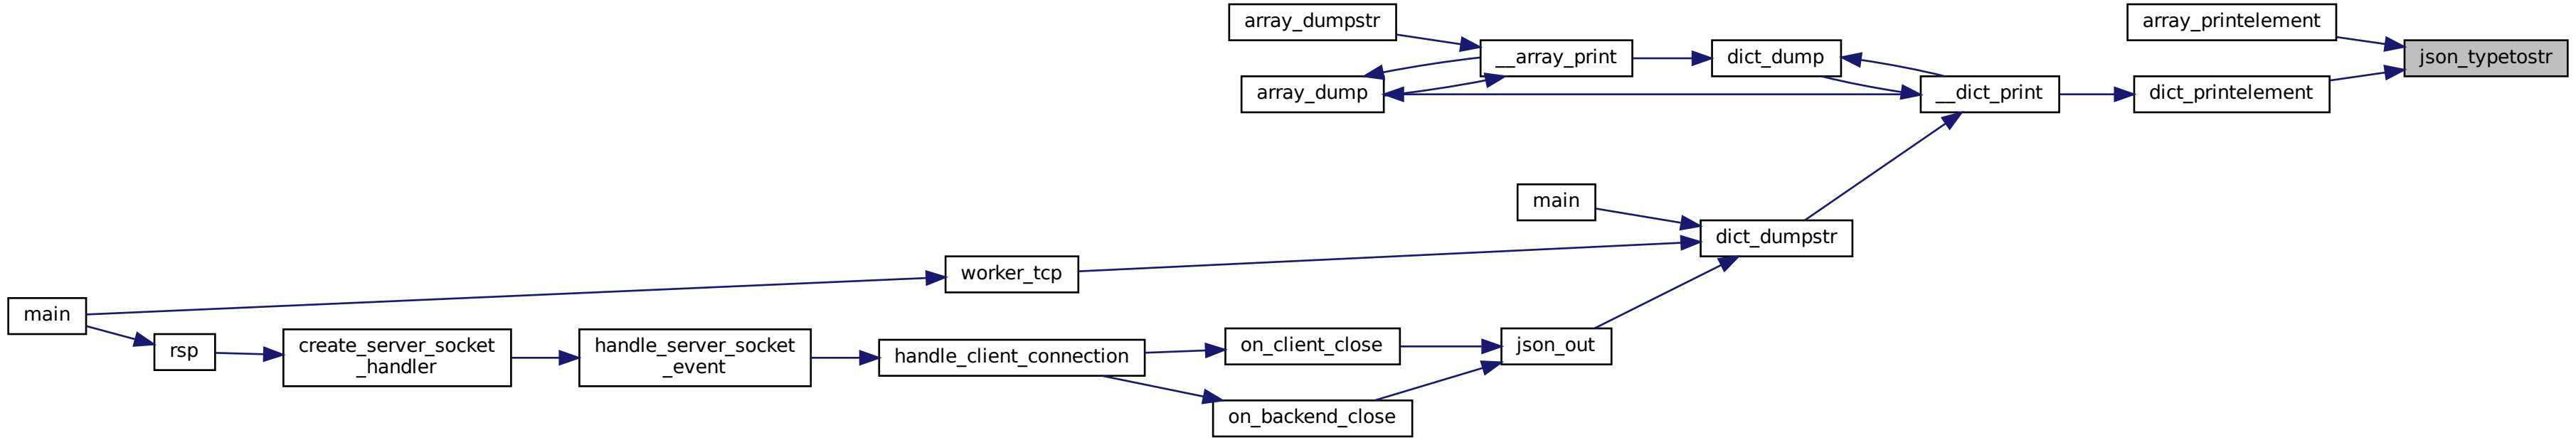 array_dumpstr
array_printelement
__array_print
dict_dump
json_typetostr
array_dump
__dict_print
dict_printelement
main
dict_dumpstr
worker_tcp
main
rsp
create_server_socket
_handler
handle_server_socket
_event
handle_client_connection
on_client_close
json_out
on_backend_close